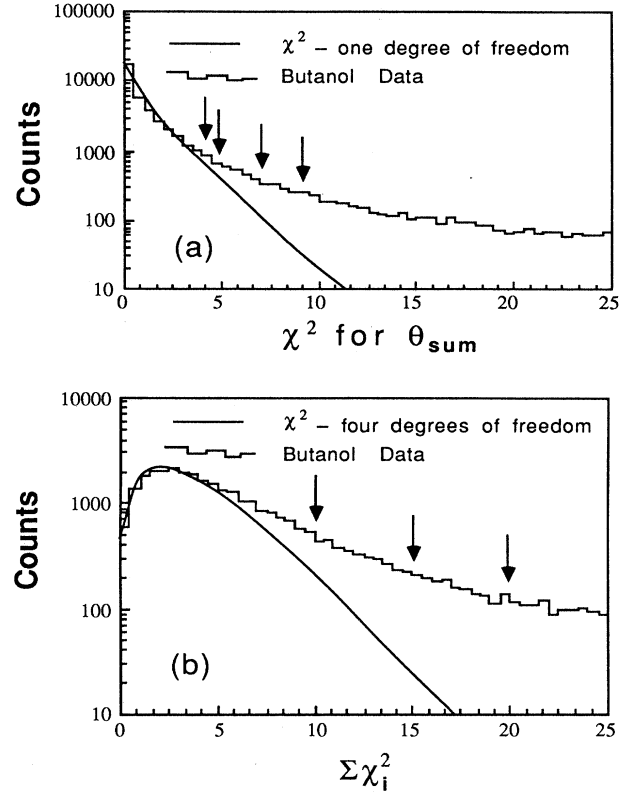 100000
χ² – one degree of freedom
Butanol Data
10000
1000
100
10
Counts
(a)
0 5 10 15 20 25
χ² for θsum
10000
χ² – four degrees of freedom
Butanol Data
1000
100
10
Counts
(b)
0 5 10 15 20 25
Σχᵢ²